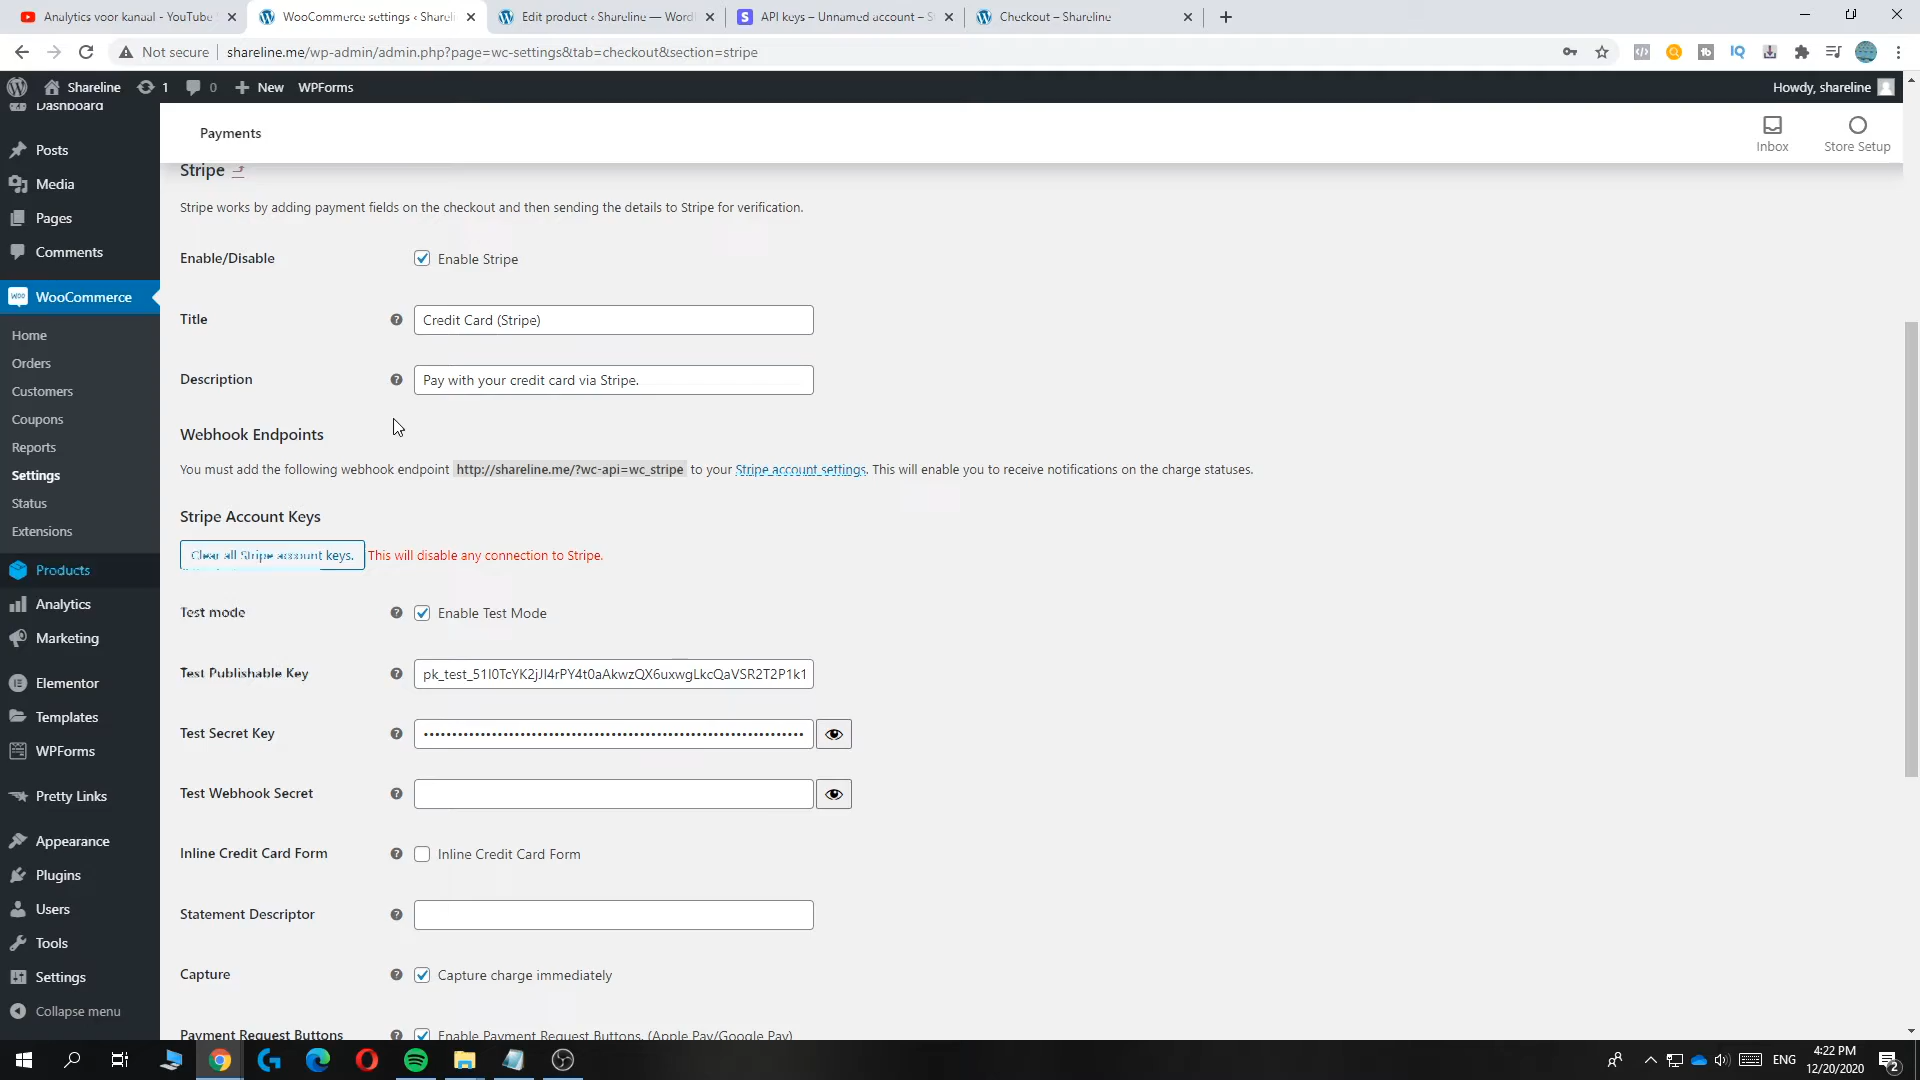 Analytics voor kanaal - YouTube
WooCommerce settings ‹ Shareli
Edit product ‹ Shareline — Word
API keys – Unnamed account – S
Checkout – Shareline
Not secure
shareline.me/wp-admin/admin.php?page=wc-settings&tab=checkout&section=stripe
Shareline
1
0
New
WPForms
Howdy, shareline
Dashboard
Posts
Media
Pages
Comments
WooCommerce
Home
Orders
Customers
Coupons
Reports
Settings
Status
Extensions
Products
Analytics
Marketing
Elementor
Templates
WPForms
Pretty Links
Appearance
Plugins
Users
Tools
Settings
Collapse menu
Payments
Inbox
Store Setup
Stripe
Stripe works by adding payment fields on the checkout and then sending the details to Stripe for verification.
Enable/Disable
Enable Stripe
Title
Credit Card (Stripe)
Description
Pay with your credit card via Stripe.
Webhook Endpoints
You must add the following webhook endpoint http://shareline.me/?wc-api=wc_stripe to your Stripe account settings. This will enable you to receive notifications on the charge statuses.
Stripe Account Keys
Clear all Stripe account keys. This will disable any connection to Stripe.
Test mode
Enable Test Mode
Test Publishable Key
pk_test_51I0TcYK2jJI4rPY4t0aAkwzQX6uxwgLkcQaVSR2T2P1k1
Test Secret Key
Test Webhook Secret
Inline Credit Card Form
Inline Credit Card Form
Statement Descriptor
Capture
Capture charge immediately
Payment Request Buttons
Enable Payment Request Buttons. (Apple Pay/Google Pay)
ENG
4:22 PM
12/20/2020
2